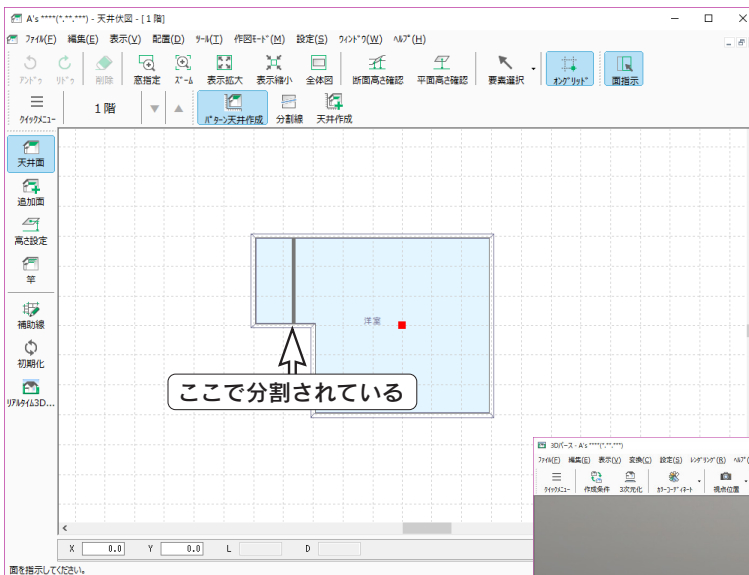 A's ****(*.**.***) - 天井伏図 - [1 階]
ﾌｧｲﾙ(F) 編集(E) 表示(V) 配置(D) ﾂｰﾙ(T) 作図ﾓｰﾄﾞ(M) 設定(S) ｳｨﾝﾄﾞｳ(W) ﾍﾙﾌﾟ(H)
ｱﾝﾄﾞｩ ﾘﾄﾞｩ 削除 窓指定 ｽﾞｰﾑ 表示拡大 表示縮小 全体図 断面高さ確認 平面高さ確認 要素選択 ｵﾝｸﾞﾘｯﾄﾞ 面指示
ｸｲｯｸﾒﾆｭｰ 1階 ▼ ▲ ﾊﾟﾀｰﾝ天井作成 分割線 天井作成
天井面
追加面
高さ設定
竿
補助線
初期化
ﾘｱﾙﾀｲﾑ3D...
洋室
ここで分割されている
3Dﾊﾟｰｽ - A's ****(*.**.***)
ﾌｧｲﾙ(F) 編集(E) 表示(V) 変換(C) 設定(S) ﾚﾝﾀﾞﾘﾝｸﾞ(R) ﾍﾙﾌﾟ(
ｸｲｯｸﾒﾆｭｰ 作成条件 3次元化 ｶﾗｰｺｰﾃﾞｨﾈｰﾄ 視点位置
X 0.0 Y 0.0 L D
面を指示してください。